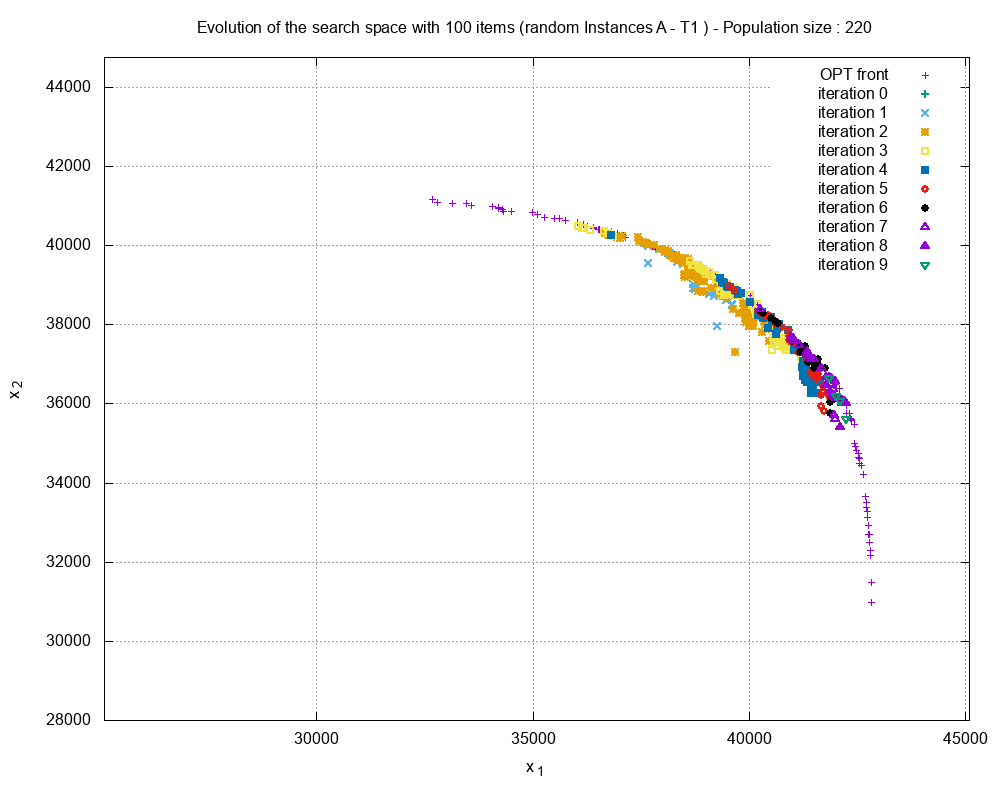 Evolution of the search space with 100 items (random Instances A - T1 ) - Population size : 220
OPT front
iteration 0
iteration 1
iteration 2
iteration 3
iteration 4
iteration 5
iteration 6
iteration 7
iteration 8
iteration 9
44000
42000
40000
38000
36000
34000
32000
30000
28000
x 2
30000
35000
40000
45000
x 1